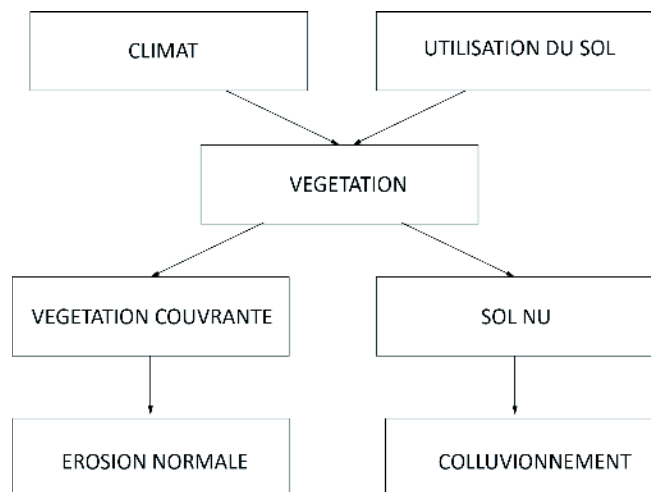 CLIMAT
UTILISATION DU SOL
VEGETATION
VEGETATION COUVRANTE
SOL NU
EROSION NORMALE
COLLUVIONNEMENT